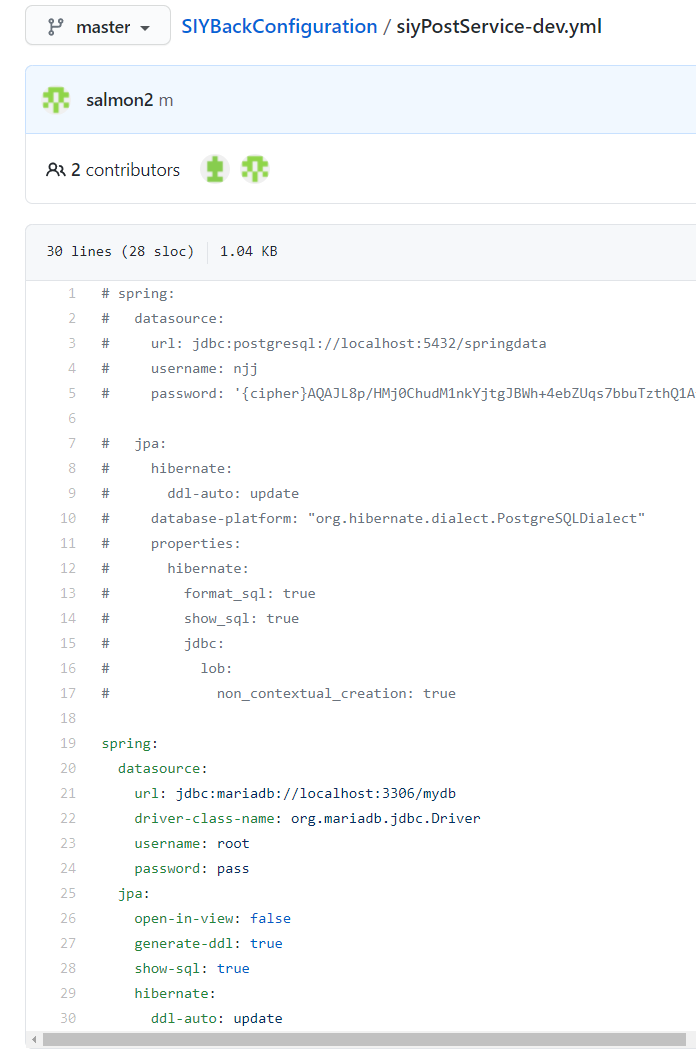 master SIYBackConfiguration / siyPostService-dev.yml
salmon2 m
2 contributors
30 lines (28 sloc) 1.04 KB
1 # spring:
2 #   datasource:
3 #     url: jdbc:postgresql://localhost:5432/springdata
4 #     username: njj
5 #     password: '{cipher}AQAJL8p/HMj0ChudM1nkYjtgJBWh+4ebZUqs7bbuTzthQ1A
6
7 #   jpa:
8 #     hibernate:
9 #       ddl-auto: update
10 #     database-platform: "org.hibernate.dialect.PostgreSQLDialect"
11 #     properties:
12 #       hibernate:
13 #         format_sql: true
14 #         show_sql: true
15 #         jdbc:
16 #           lob:
17 #             non_contextual_creation: true
18
19 spring:
20   datasource:
21     url: jdbc:mariadb://localhost:3306/mydb
22     driver-class-name: org.mariadb.jdbc.Driver
23     username: root
24     password: pass
25   jpa:
26     open-in-view: false
27     generate-ddl: true
28     show-sql: true
29     hibernate:
30       ddl-auto: update